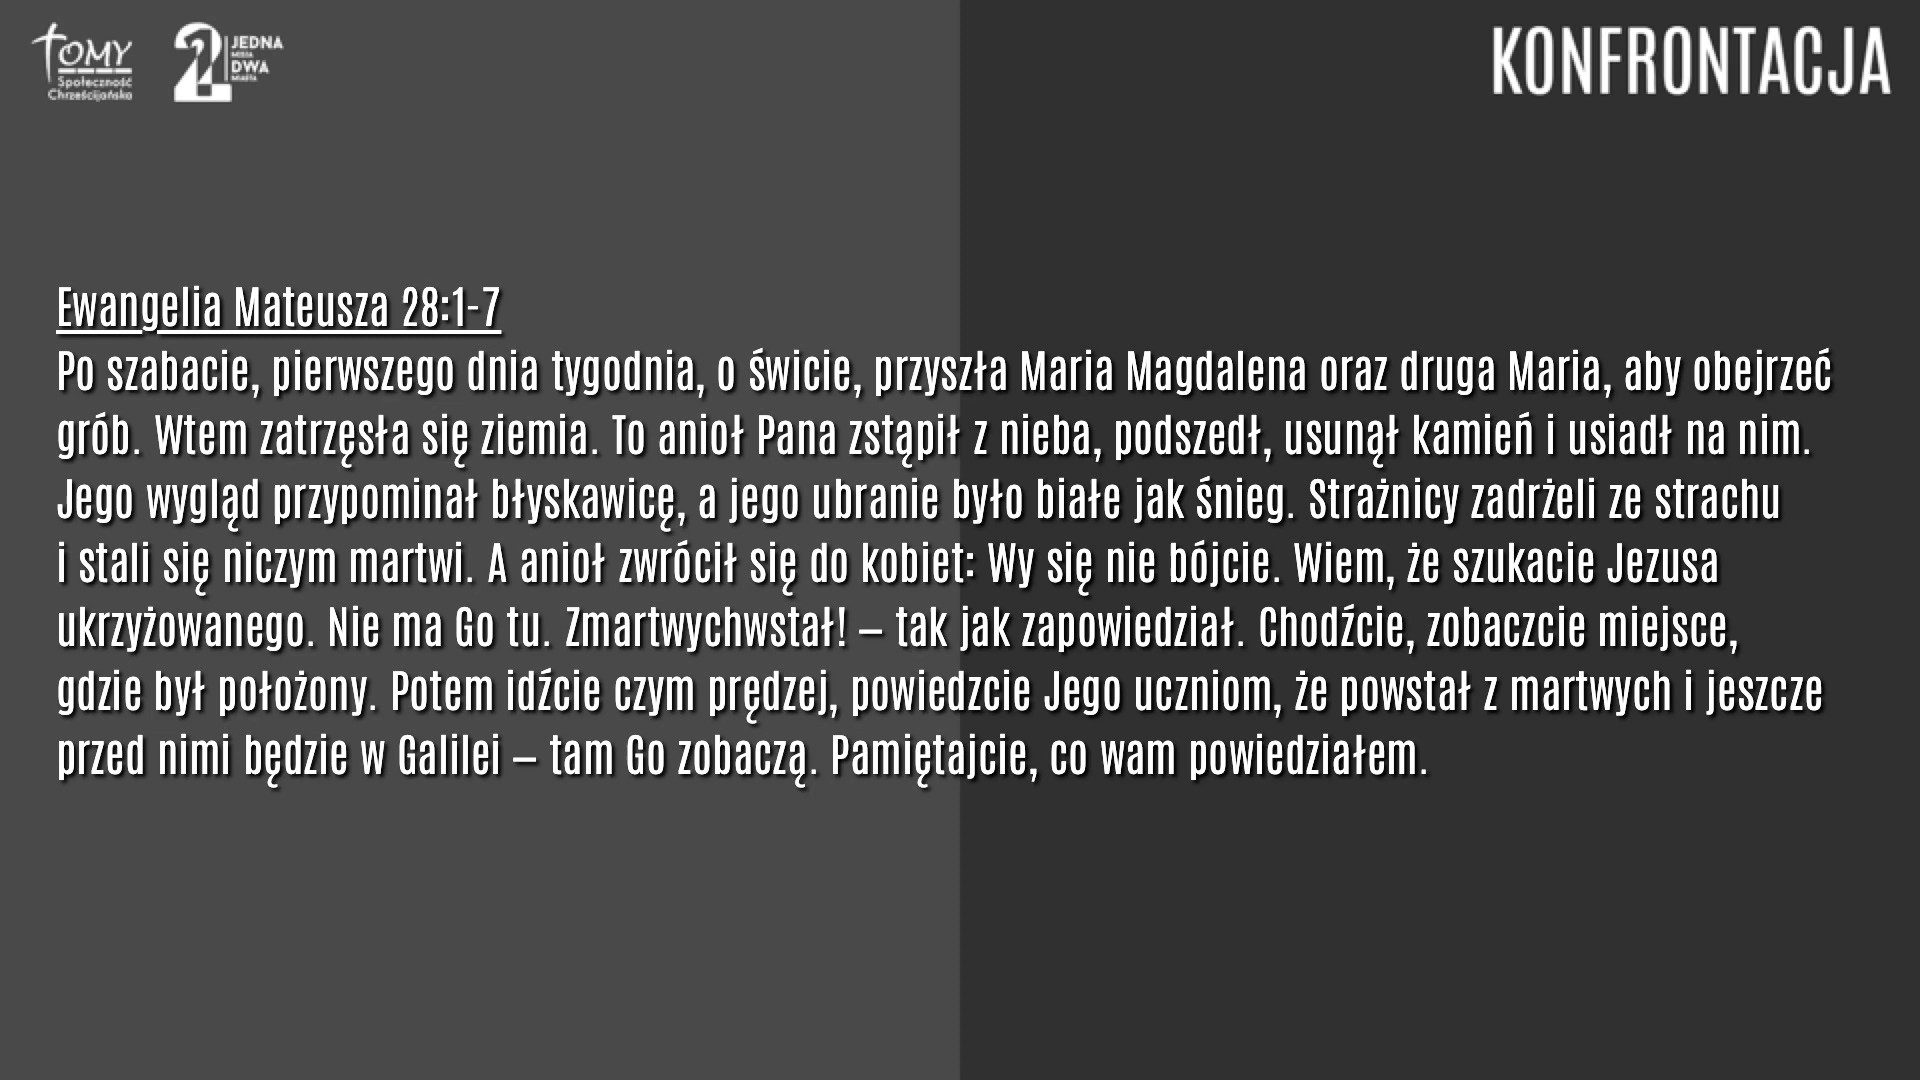 TOMY
Społeczność
Chrześcijańska
2 JEDNA
DWA
KONFRONTACJA
Ewangelia Mateusza 28:1-7
Po szabacie, pierwszego dnia tygodnia, o świcie, przyszła Maria Magdalena oraz druga Maria, aby obejrzeć
grób. Wtem zatrzęsła się ziemia. To anioł Pana zstąpił z nieba, podszedł, usunął kamień i usiadł na nim.
Jego wygląd przypominał błyskawicę, a jego ubranie było białe jak śnieg. Strażnicy zadrżeli ze strachu
i stali się niczym martwi. A anioł zwrócił się do kobiet: Wy się nie bójcie. Wiem, że szukacie Jezusa
ukrzyżowanego. Nie ma Go tu. Zmartwychwstał! – tak jak zapowiedział. Chodźcie, zobaczcie miejsce,
gdzie był położony. Potem idźcie czym prędzej, powiedzcie Jego uczniom, że powstał z martwych i jeszcze
przed nimi będzie w Galilei – tam Go zobaczą. Pamiętajcie, co wam powiedziałem.